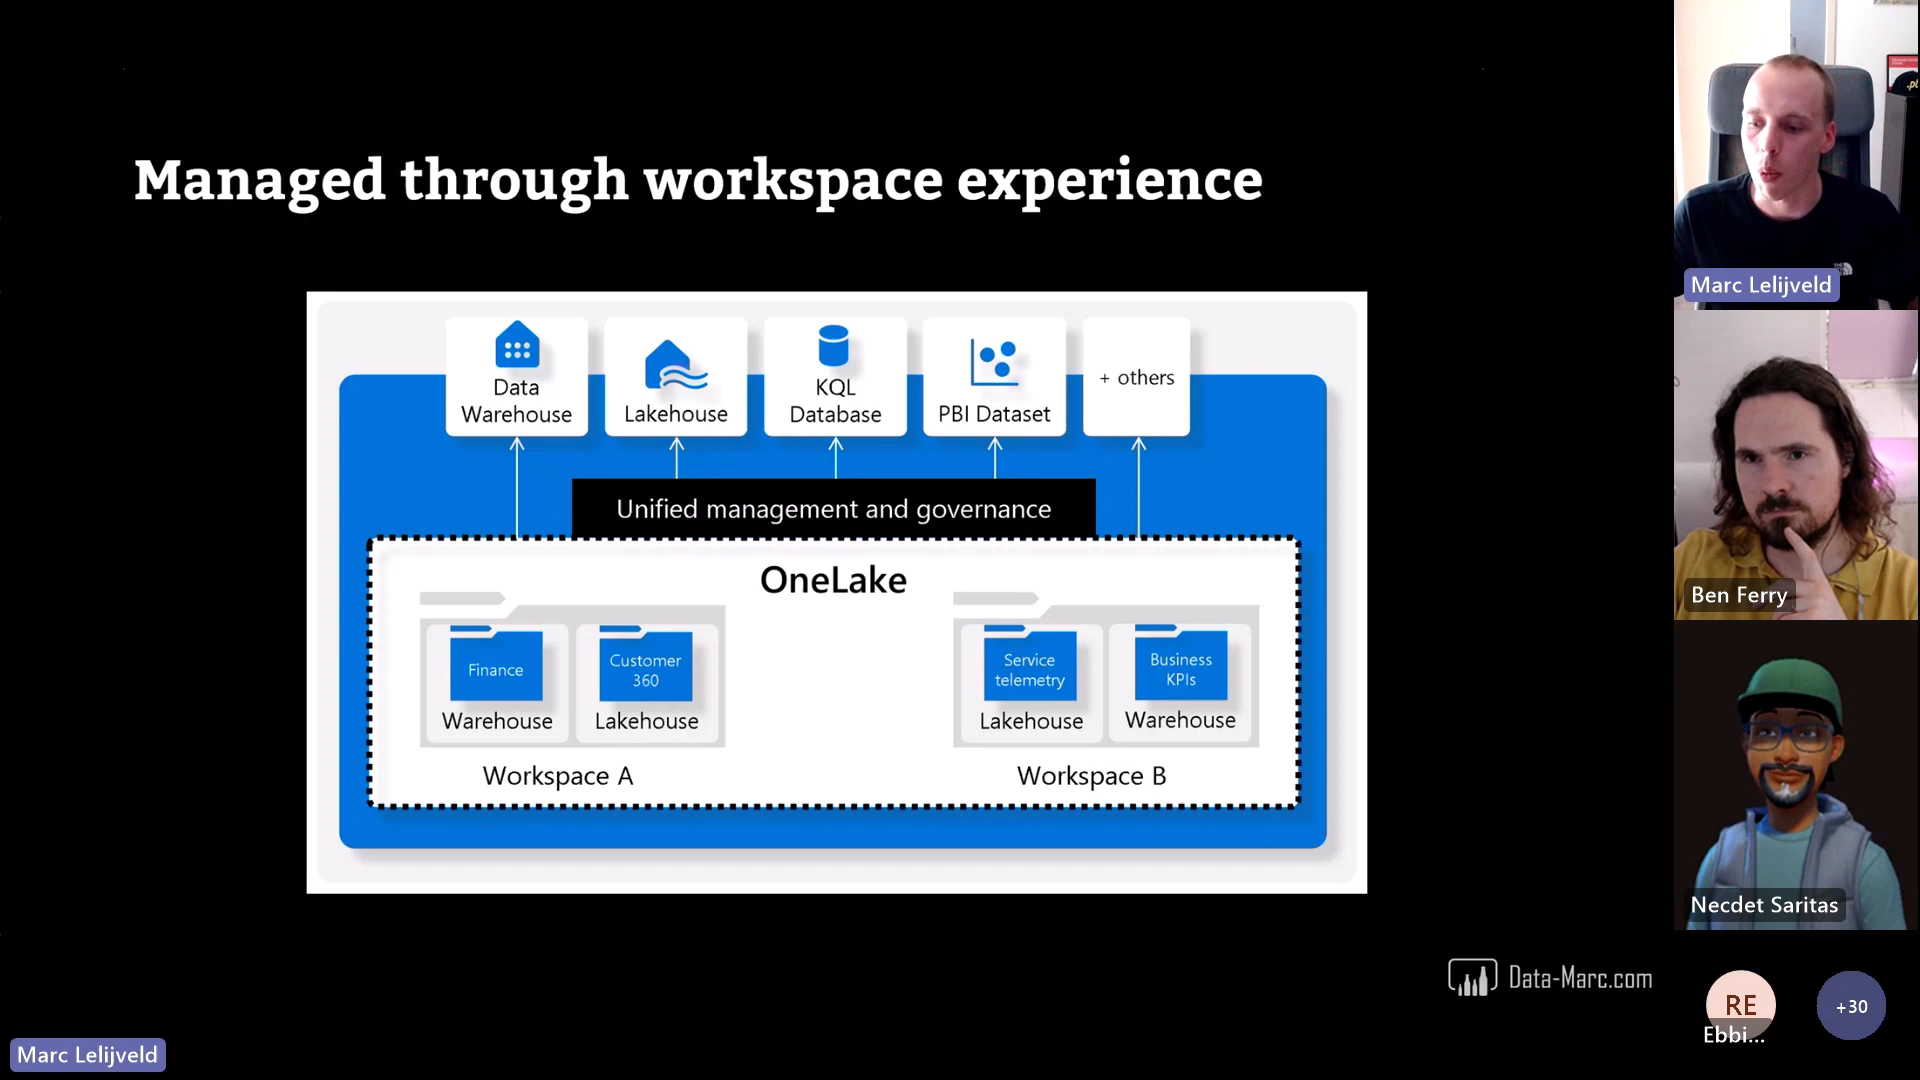 Managed through workspace experience
Data
Warehouse
Lakehouse
KQL
Database
PBI Dataset
+ others
Unified management and governance
OneLake
Finance
Warehouse
Customer
360
Lakehouse
Workspace A
Service
telemetry
Lakehouse
Business
KPIs
Warehouse
Workspace B
Data-Marc.com
Marc Lelijveld
Marc Lelijveld
Ben Ferry
Necdet Saritas
RE
Ebbi...
+30